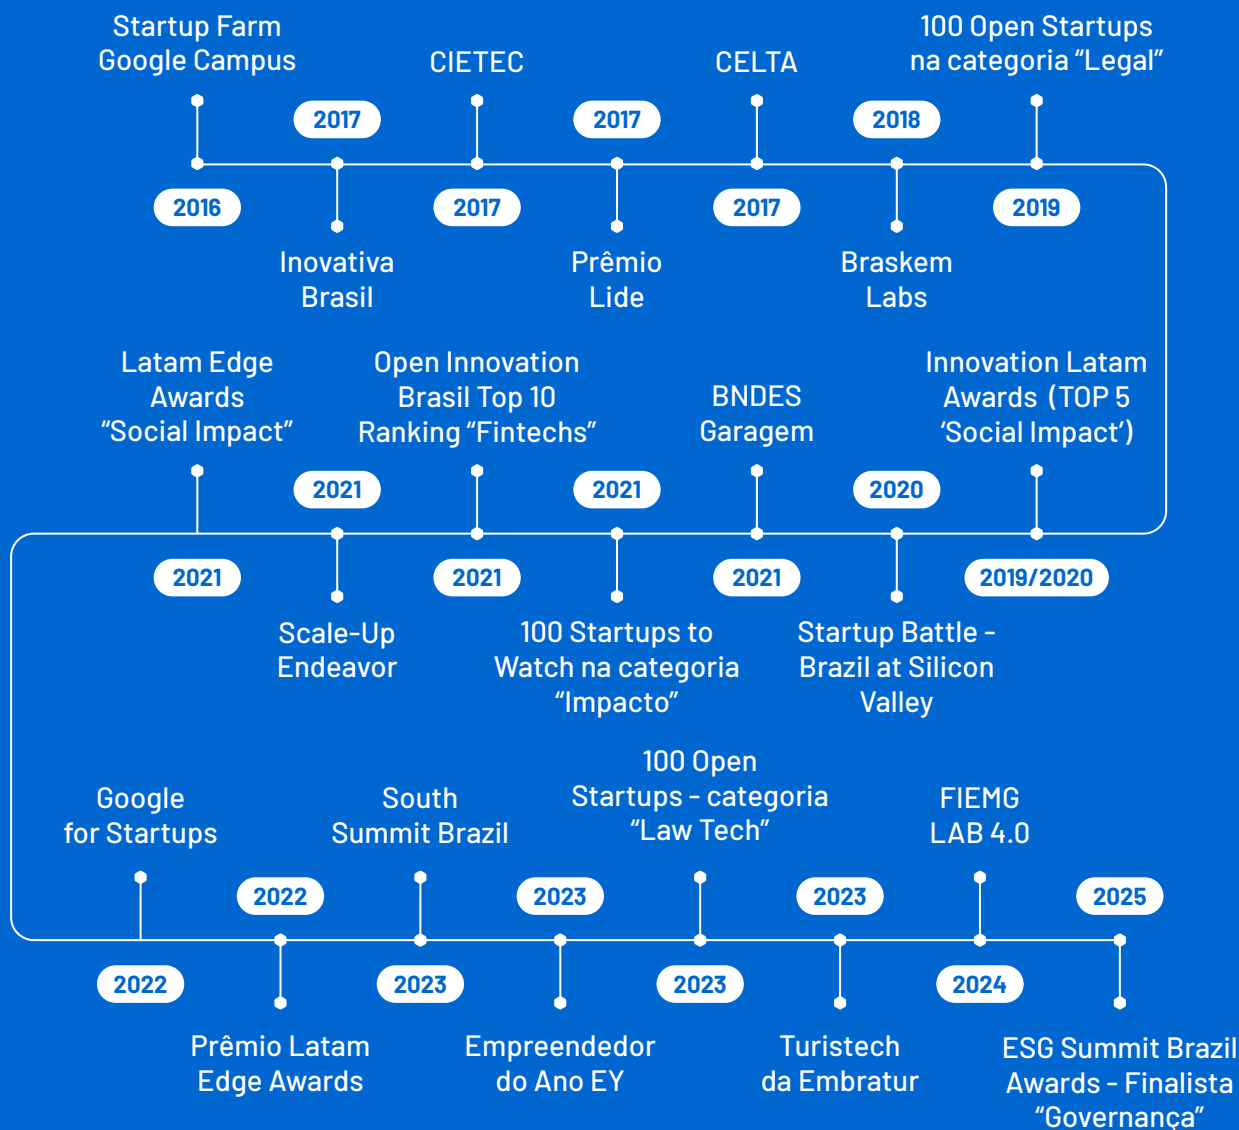 Startup Farm
Google Campus
2016
2017
Inovativa
Brasil
CIETEC
2017
2017
Prêmio
Lide
CELTA
2017
2018
Braskem
Labs
100 Open Startups
na categoria “Legal”
2019
Innovation Latam
Awards (TOP 5
‘Social Impact’)
2019/2020
2020
Startup Battle -
Brazil at Silicon
Valley
BNDES
Garagem
2021
2021
100 Startups to
Watch na categoria
“Impacto”
Open Innovation
Brasil Top 10
Ranking “Fintechs”
2021
2021
Scale-Up
Endeavor
Latam Edge
Awards
“Social Impact”
2021
Google
for Startups
2022
2022
Prêmio Latam
Edge Awards
South
Summit Brazil
2023
2023
Empreendedor
do Ano EY
100 Open
Startups - categoria
“Law Tech”
2023
2023
Turistech
da Embratur
FIEMG
LAB 4.0
2024
2025
ESG Summit Brazil
Awards - Finalista
“Governança”